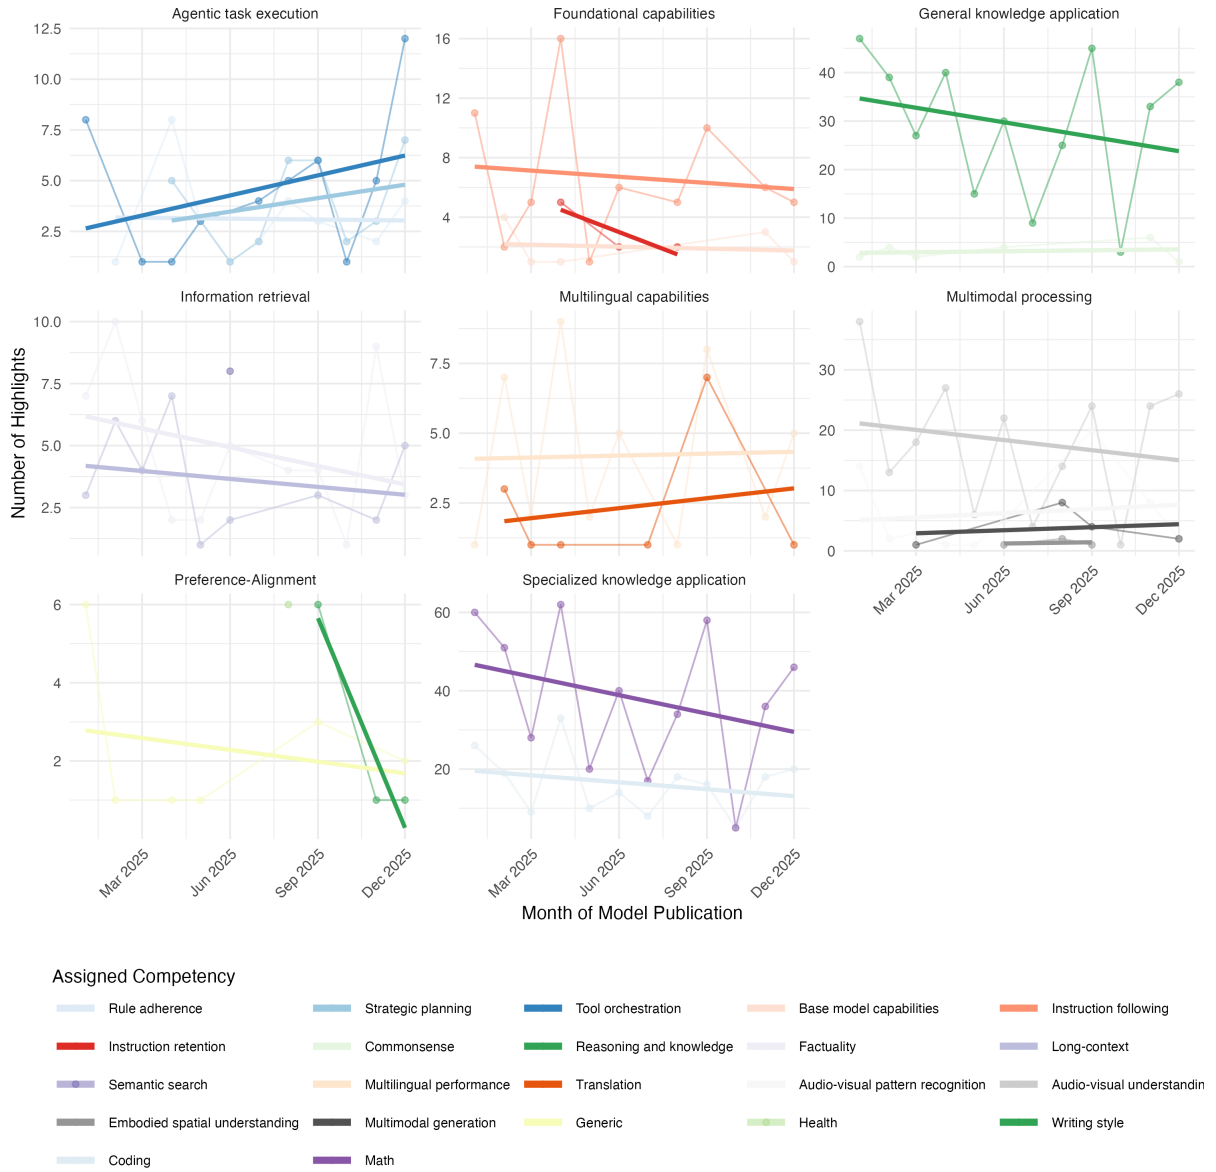 Agentic task execution
Foundational capabilities
General knowledge application
12.5
10.0
7.5
5.0
2.5
16
12
8
4
40
30
20
10
0
Information retrieval
Multilingual capabilities
Multimodal processing
10.0
7.5
5.0
2.5
7.5
5.0
2.5
30
20
10
0
Mar 2025
Jun 2025
Sep 2025
Dec 2025
Preference-Alignment
Specialized knowledge application
6
4
2
60
40
20
Mar 2025
Jun 2025
Sep 2025
Dec 2025
Mar 2025
Jun 2025
Sep 2025
Dec 2025
Number of Highlights
Month of Model Publication
Assigned Competency
Rule adherence
Strategic planning
Tool orchestration
Base model capabilities
Instruction following
Instruction retention
Commonsense
Reasoning and knowledge
Factuality
Long-context
Semantic search
Multilingual performance
Translation
Audio-visual pattern recognition
Audio-visual understandin
Embodied spatial understanding
Multimodal generation
Generic
Health
Writing style
Coding
Math